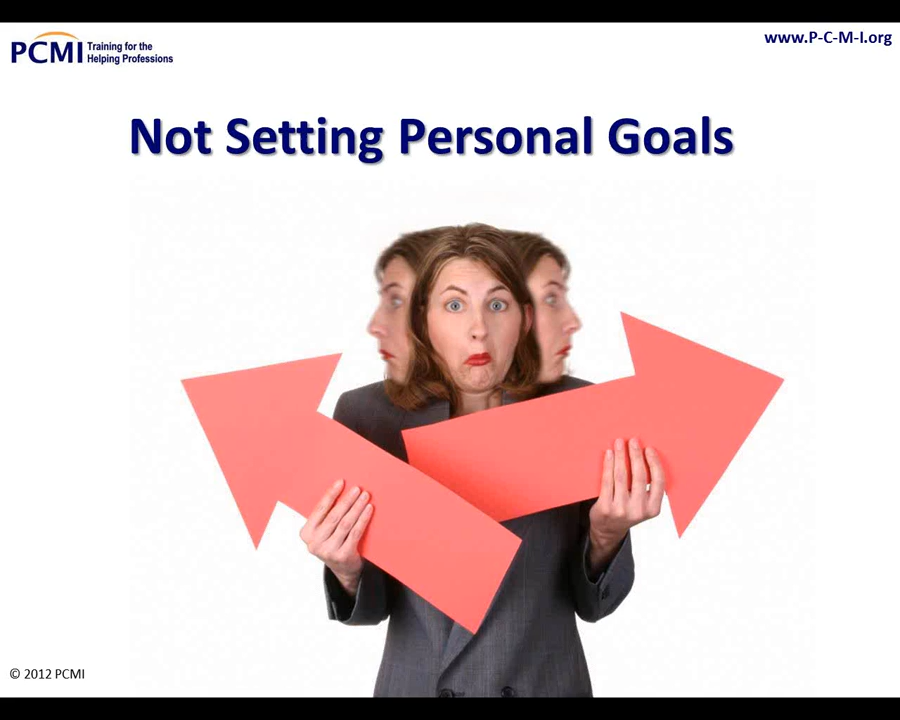 PCMI
Training for the
Helping Professions
www.P-C-M-I.org
Not Setting Personal Goals
© 2012 PCMI